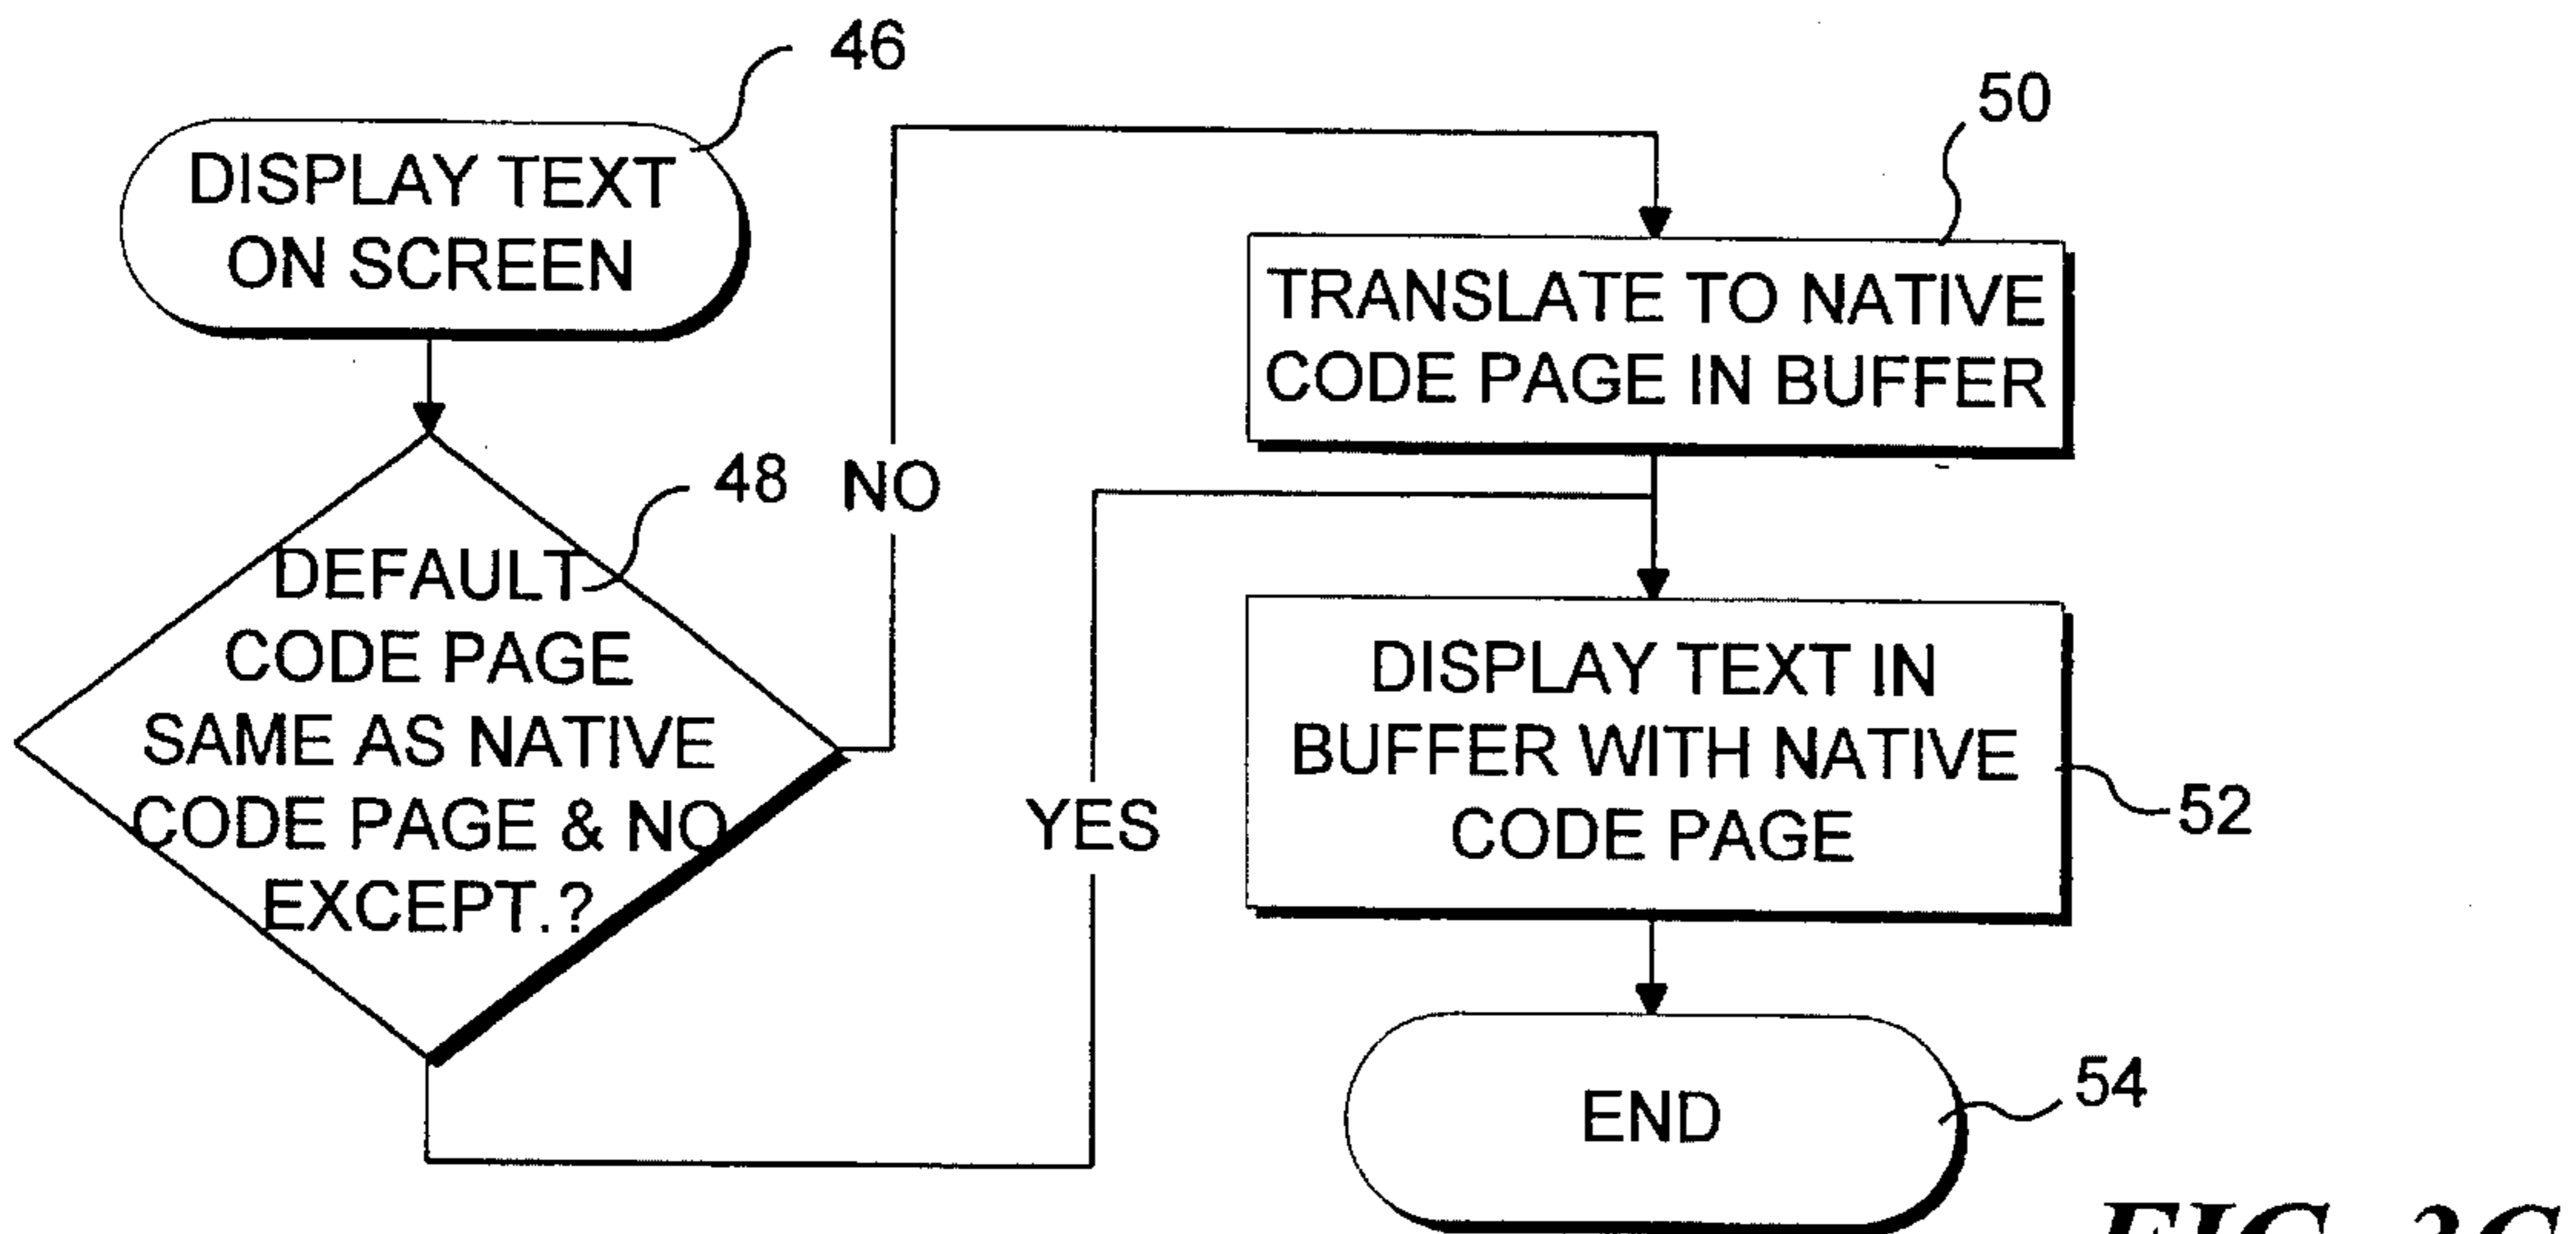 46
DISPLAY TEXT
ON SCREEN
48
DEFAULT
CODE PAGE
SAME AS NATIVE
CODE PAGE & NO
EXCEPT.?
NO
YES
50
TRANSLATE TO NATIVE
CODE PAGE IN BUFFER
DISPLAY TEXT IN
BUFFER WITH NATIVE
CODE PAGE
52
END
54